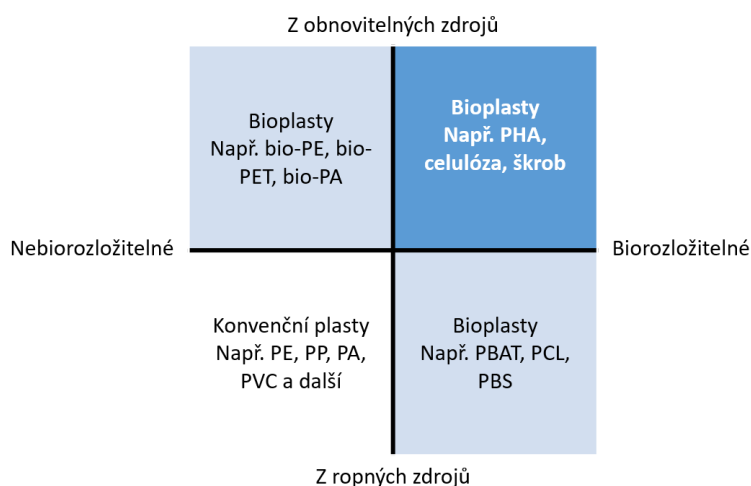 Z obnovitelných zdrojů
Bioplasty
Např. bio-PE, bio-
PET, bio-PA
Bioplasty
Např. PHA,
celulóza, škrob
Nebiorozložitelné
Biorozložitelné
Konvenční plasty
Např. PE, PP, PA,
PVC a další
Bioplasty
Např. PBAT, PCL,
PBS
Z ropných zdrojů